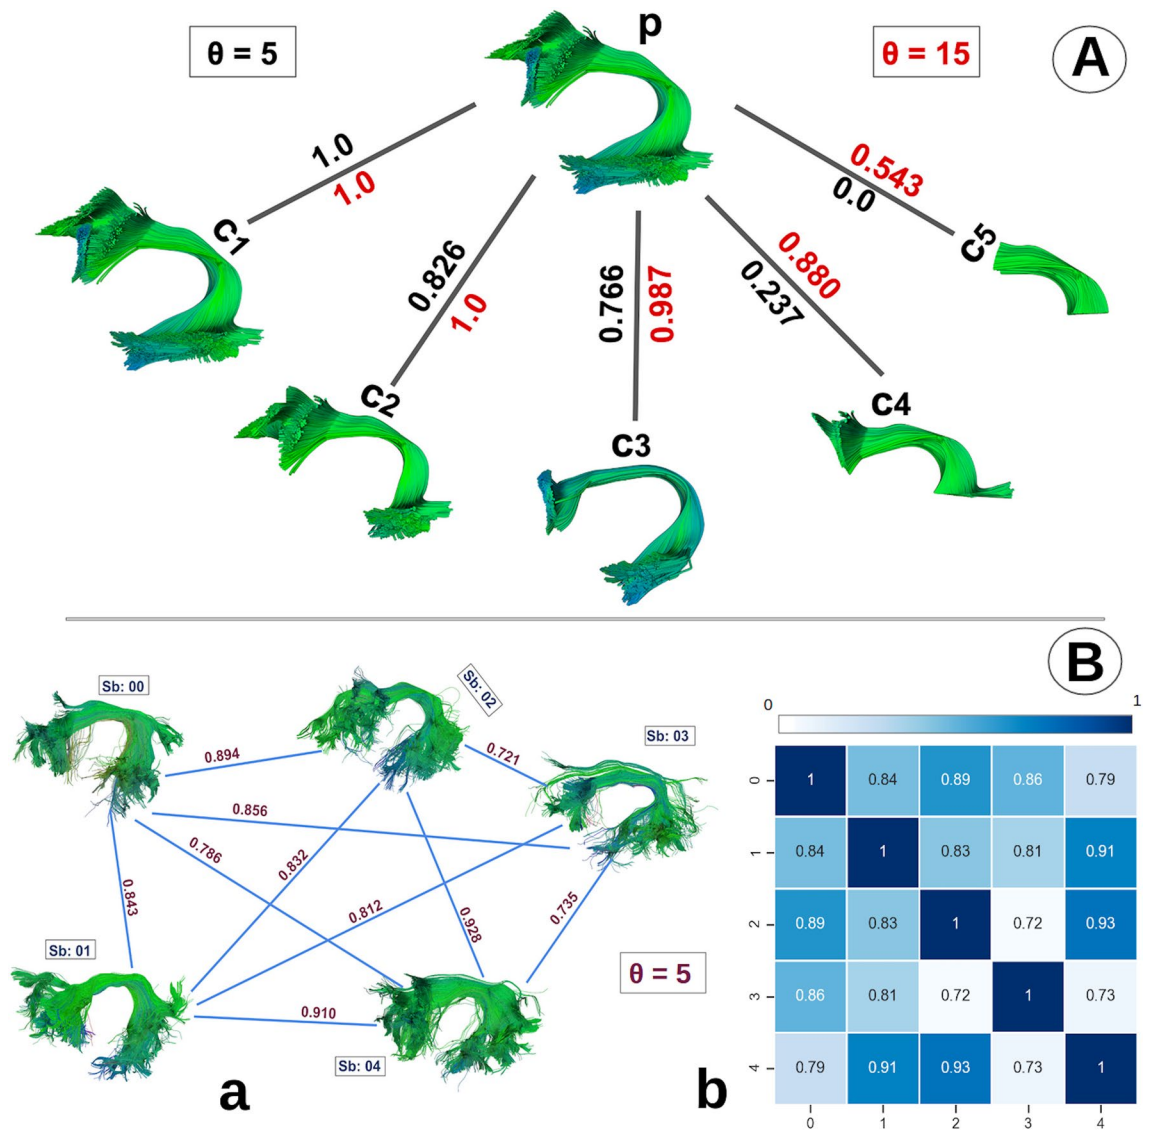 p
θ = 5
θ = 15
A
1.0
1.0
0.543
0.0
c1
c5
0.826
1.0
0.766
0.987
0.880
0.237
c2
c4
c3
B
Sb: 00
Sb: 02
0 1
Sb: 03
0.894
0.721
0.856
0.786
0.832
0.843
0.812
0.928
0.735
Sb: 01
θ = 5
0.910
Sb: 04
a
b
0 1 0.84 0.89 0.86 0.79
1 0.84 1 0.83 0.81 0.91
2 0.89 0.83 1 0.72 0.93
3 0.86 0.81 0.72 1 0.73
4 0.79 0.91 0.93 0.73 1
0 1 2 3 4